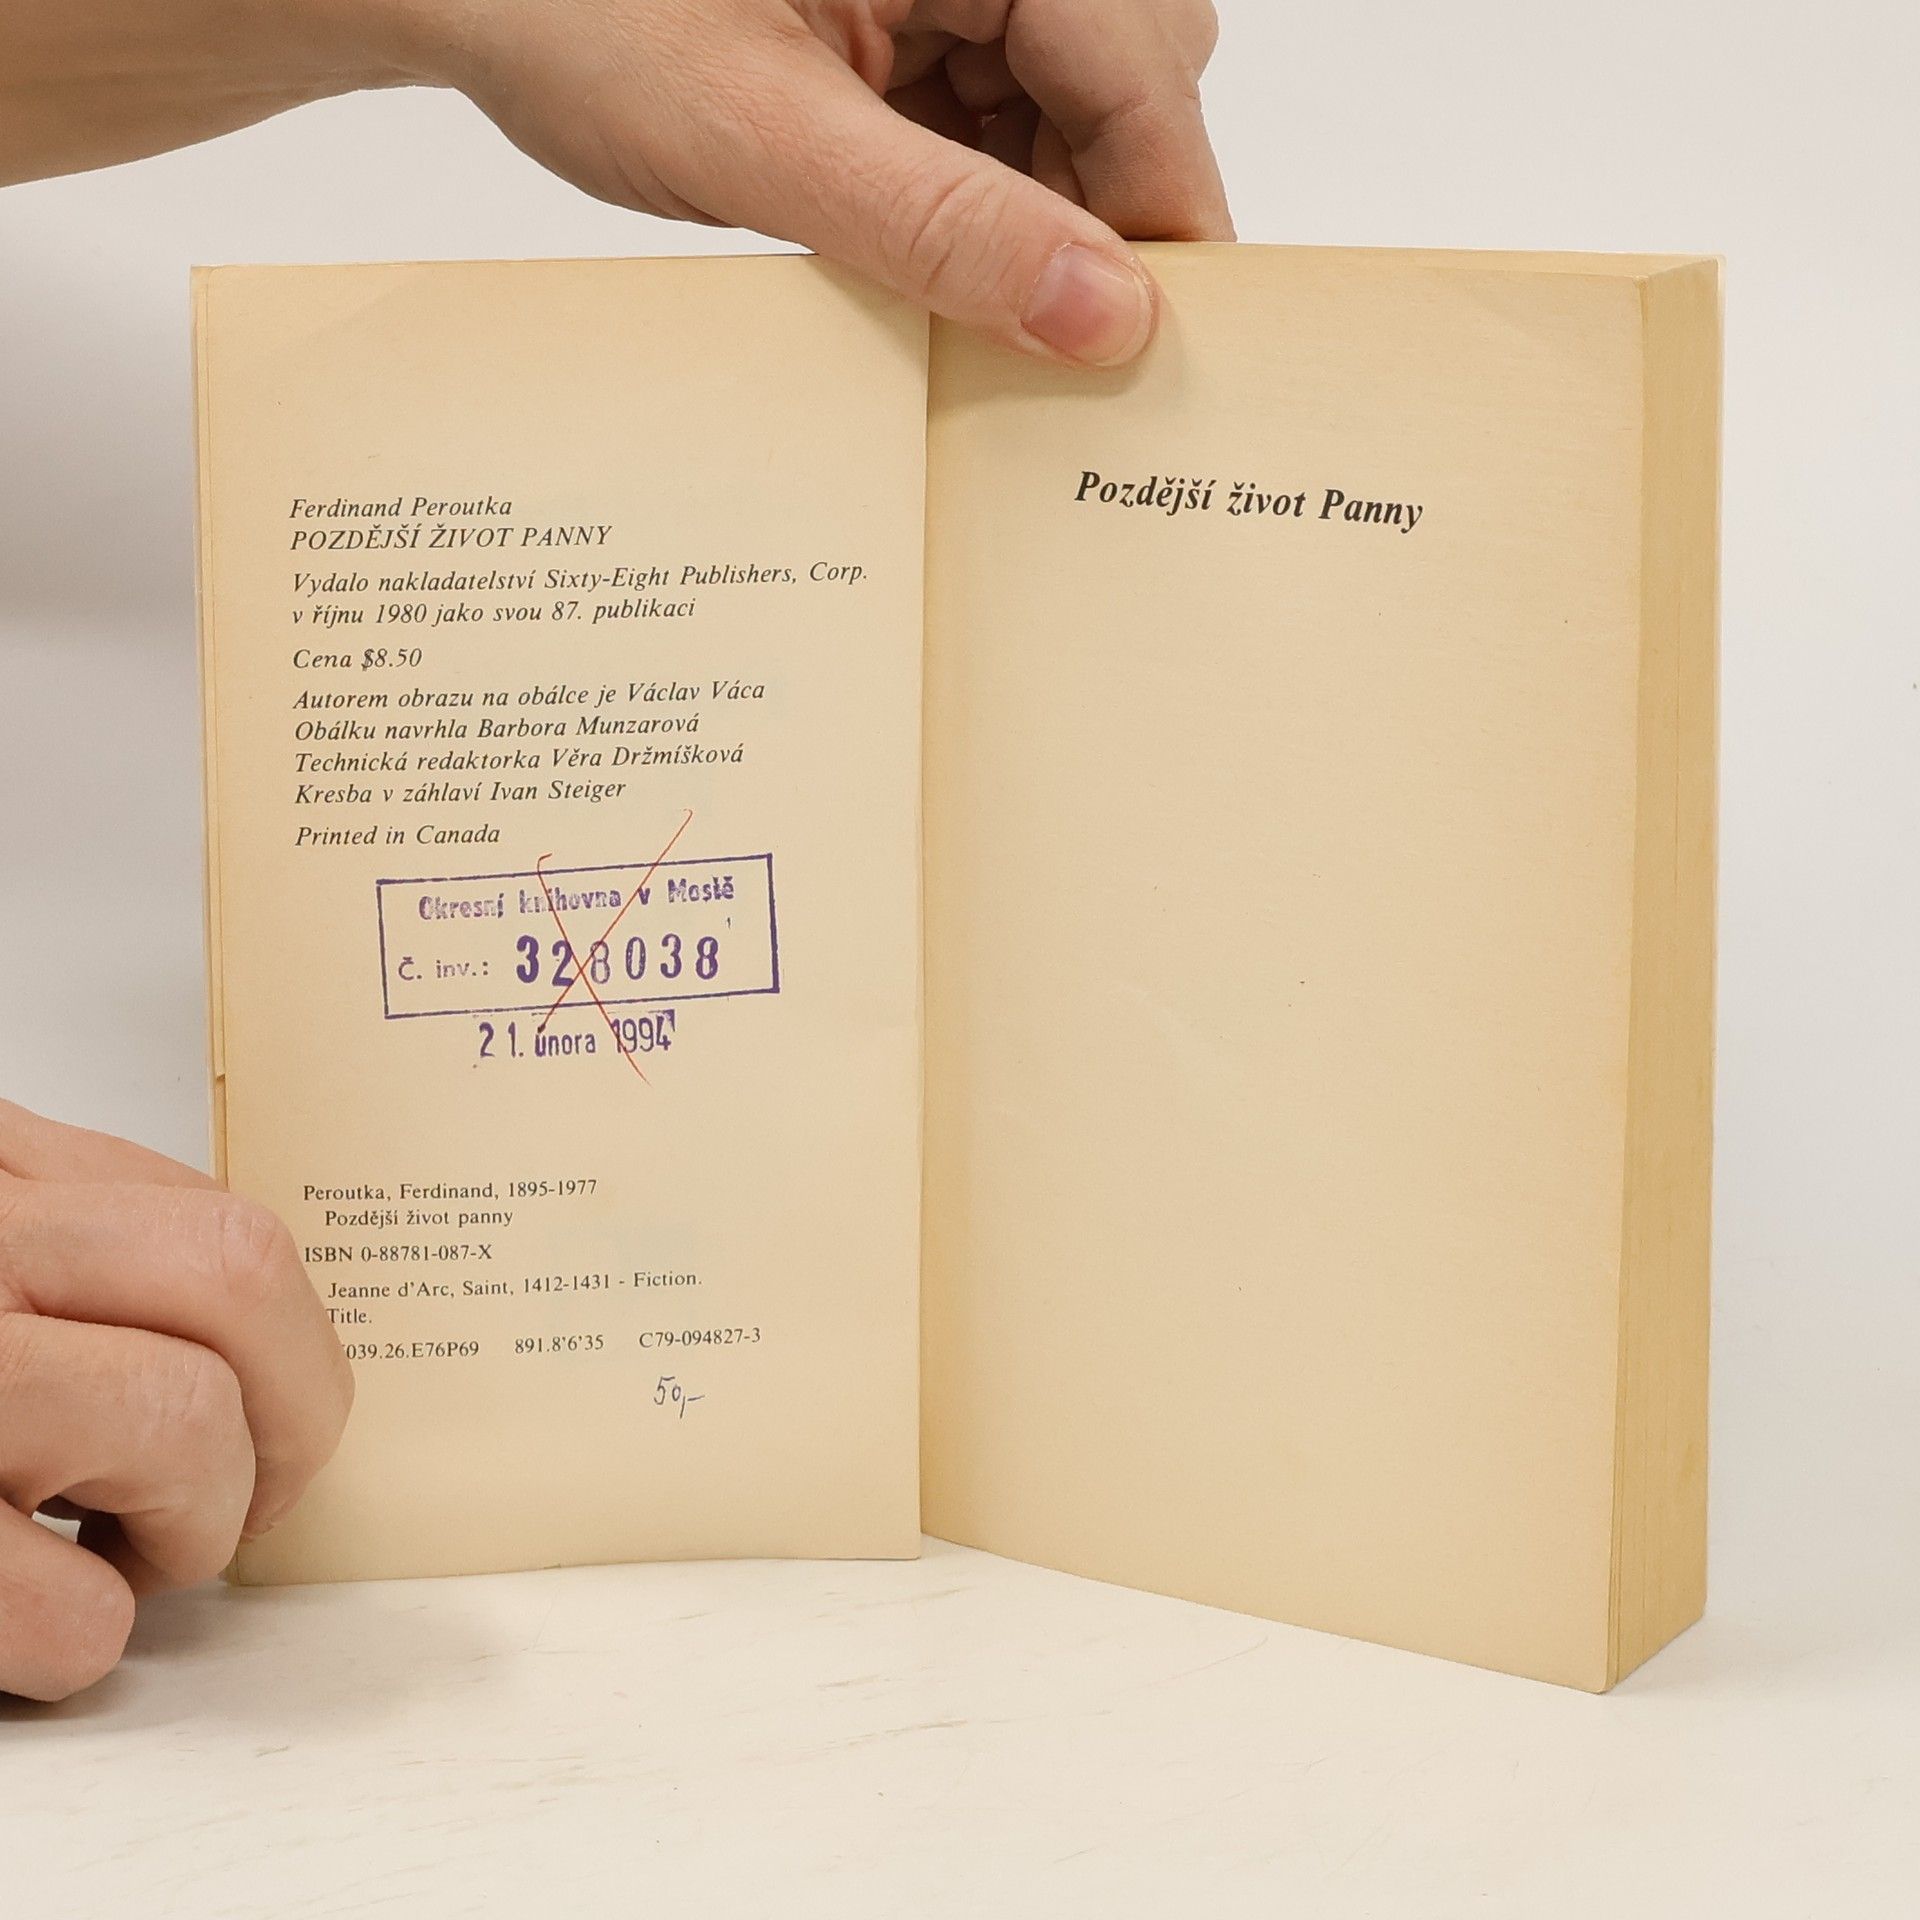 Ferdinand Peroutka
POZDĚJŠÍ ŽIVOT PANNY
Vydalo nakladatelství Sixty-Eight Publishers, Corp.
v říjnu 1980 jako svou 87. publikaci
Cena $8.50
Autorem obrazu na obálce je Václav Váca
Obálku navrhla Barbora Munzarová
Technická redaktorka Věra Držmíšková
Kresba v záhlaví Ivan Steiger
Printed in Canada
Okresní knihovna v Mostě
Č. inv.: 328038
21. února 1994
Peroutka, Ferdinand, 1895-1977
Pozdější život panny
ISBN 0-88781-087-X
Jeanne d'Arc, Saint, 1412-1431 - Fiction.
Title.
039.26.E76P69 891.8'6'35 C79-094827-3
50,-
Pozdější život Panny